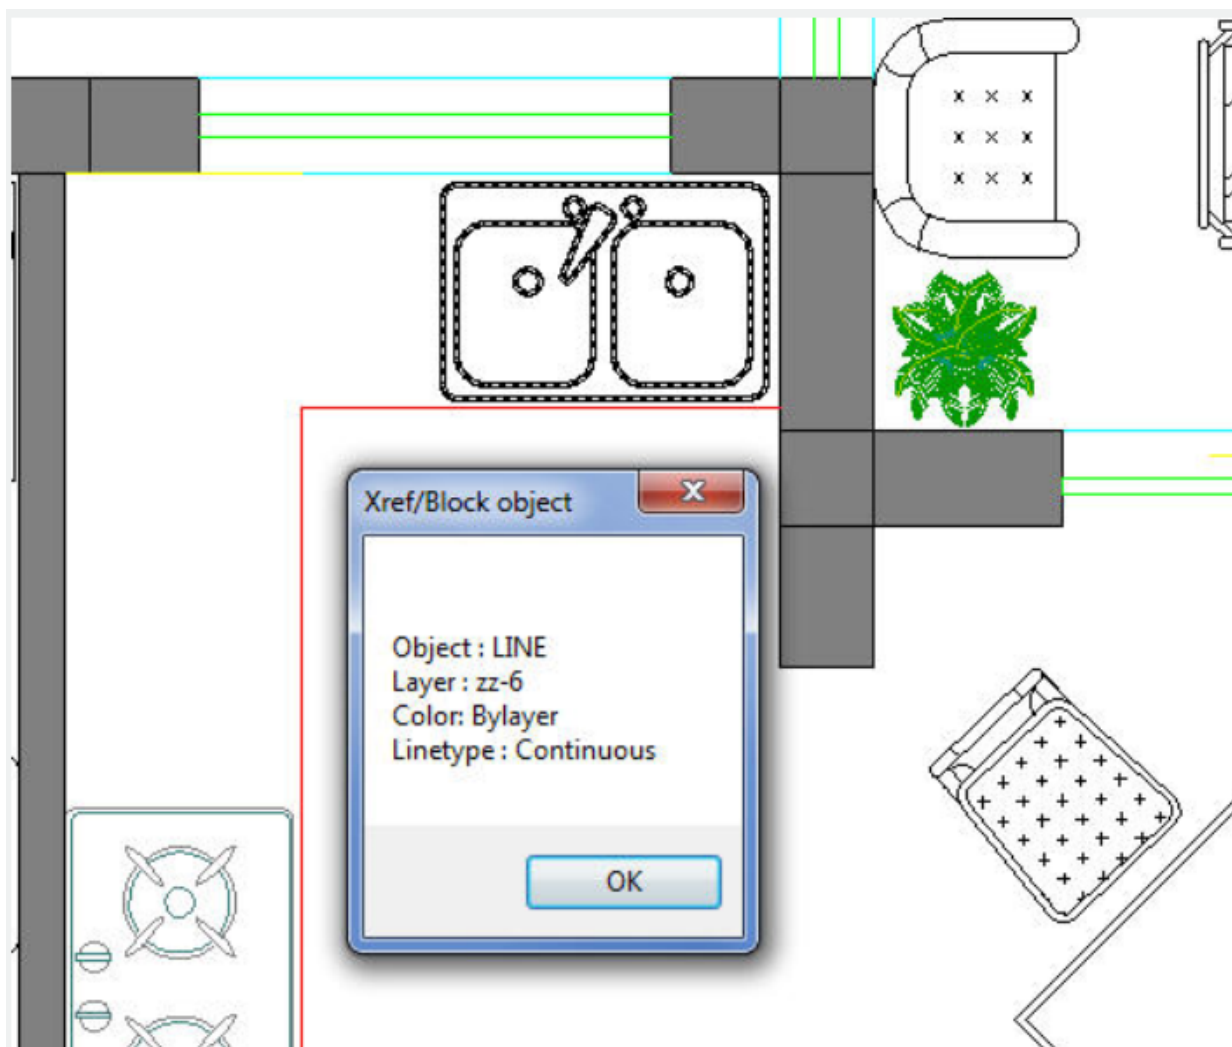 Xref/Block object
Object : LINE
Layer : zz-6
Color: Bylayer
Linetype : Continuous
OK